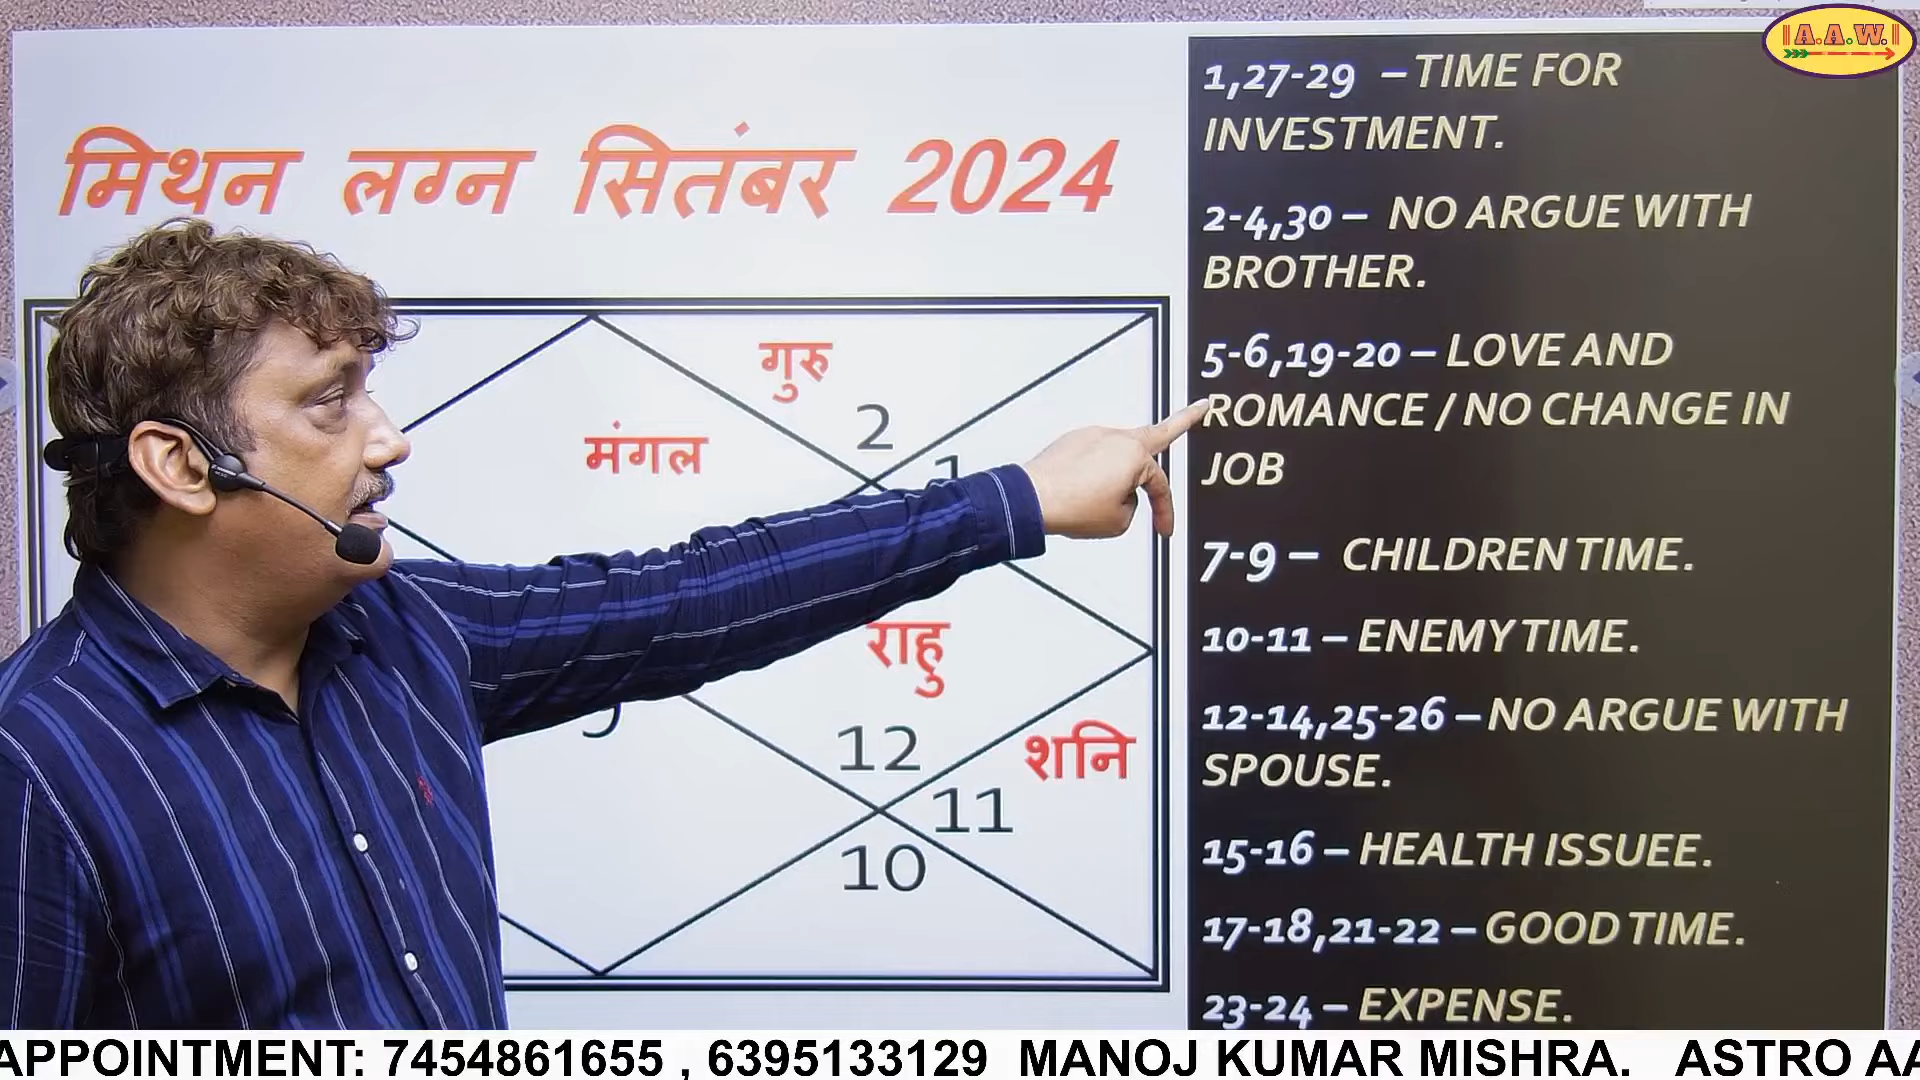 |A.A.W.|
मिथन लग्न सितंबर 2024
1,27-29 – TIME FOR
INVESTMENT.
2-4,30 – NO ARGUE WITH
BROTHER.
5-6,19-20 – LOVE AND
ROMANCE / NO CHANGE IN
JOB
7-9 – CHILDREN TIME.
10-11 – ENEMY TIME.
12-14,25-26 – NO ARGUE WITH
SPOUSE.
15-16 – HEALTH ISSUEE.
17-18,21-22 – GOOD TIME.
23-24 – EXPENSE.
गुरु
2
मंगल
1
राहु
12
शनि
11
10
APPOINTMENT: 7454861655 , 6395133129 MANOJ KUMAR MISHRA. ASTRO AA